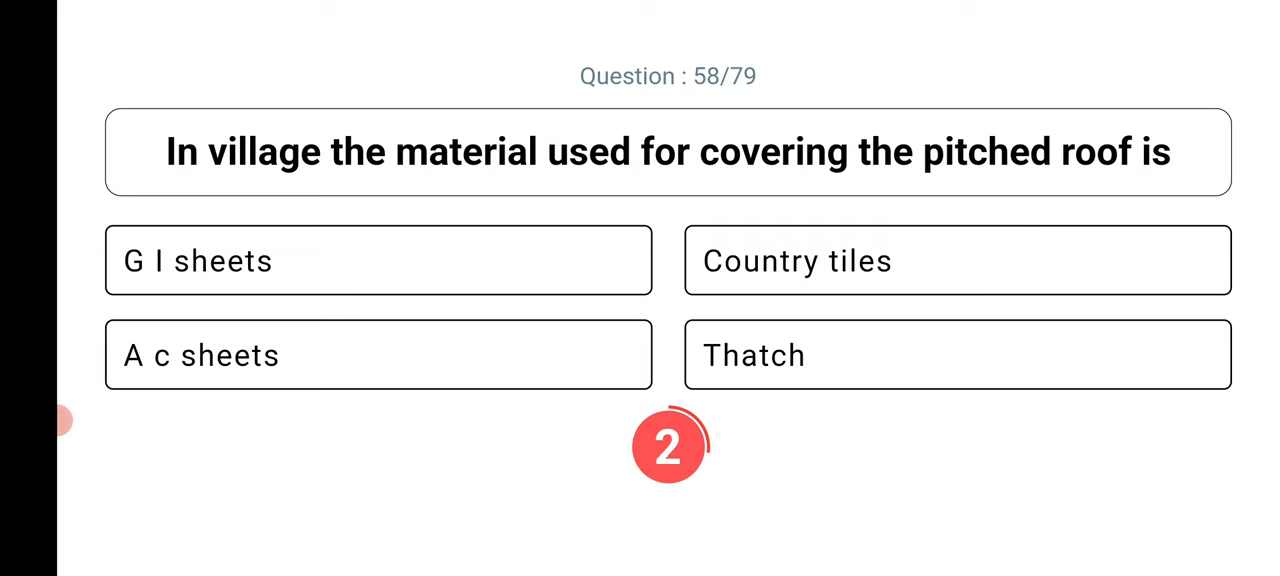 Question : 58/79
In village the material used for covering the pitched roof is
G I sheets
Country tiles
A c sheets
Thatch
2